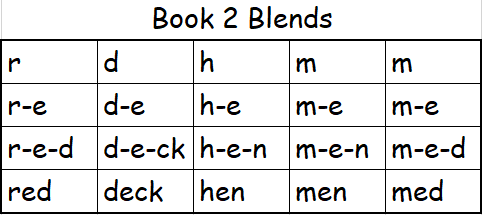 Book 2 Blends
r d h m m
r-e d-e h-e m-e m-e
r-e-d d-e-ck h-e-n m-e-n m-e-d
red deck hen men med